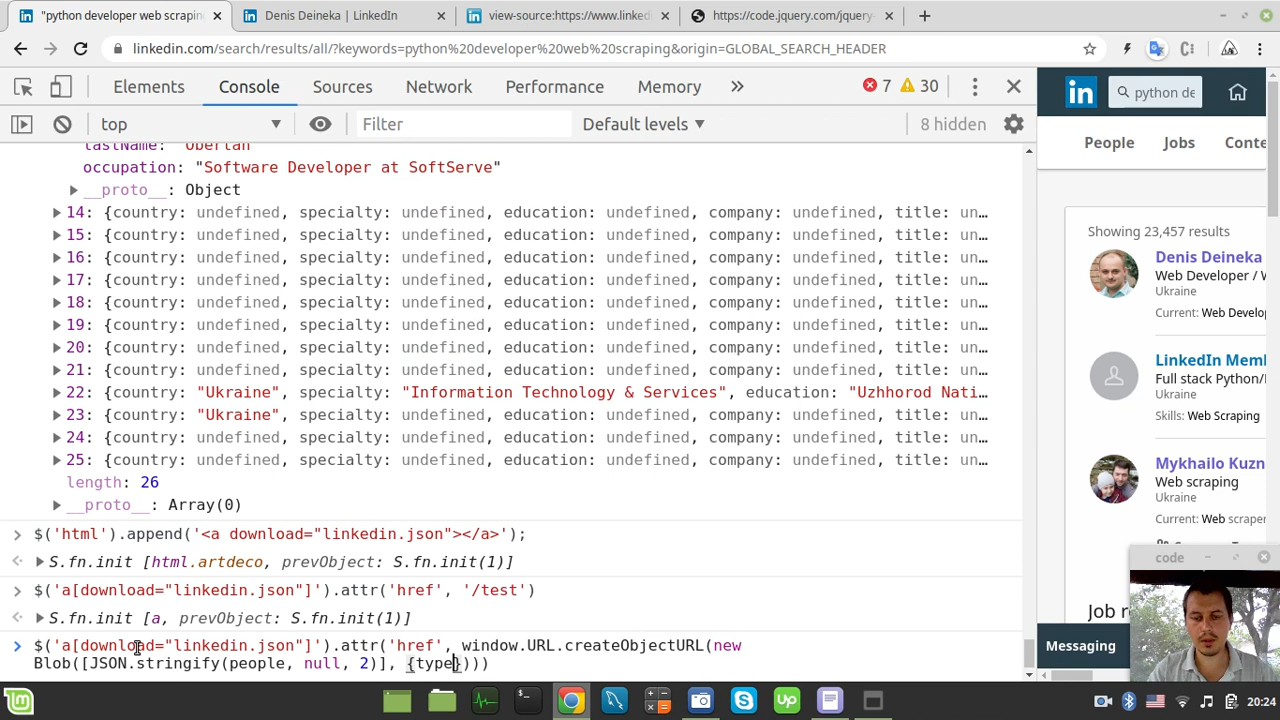 "python developer web scraping
Denis Deineka | LinkedIn
view-source:https://www.linked
https://code.jquery.com/jquery-
linkedin.com/search/results/all/?keywords=python%20developer%20web%20scraping&origin=GLOBAL_SEARCH_HEADER
Elements Console Sources Network Performance Memory 7 30
top Filter Default levels 8 hidden
lastName: "Oberlan
occupation: "Software Developer at SoftServe"
__proto__: Object
14: {country: undefined, specialty: undefined, education: undefined, company: undefined, title: un…
15: {country: undefined, specialty: undefined, education: undefined, company: undefined, title: un…
16: {country: undefined, specialty: undefined, education: undefined, company: undefined, title: un…
17: {country: undefined, specialty: undefined, education: undefined, company: undefined, title: un…
18: {country: undefined, specialty: undefined, education: undefined, company: undefined, title: un…
19: {country: undefined, specialty: undefined, education: undefined, company: undefined, title: un…
20: {country: undefined, specialty: undefined, education: undefined, company: undefined, title: un…
21: {country: undefined, specialty: undefined, education: undefined, company: undefined, title: un…
22: {country: "Ukraine", specialty: "Information Technology & Services", education: "Uzhhorod Nati…
23: {country: "Ukraine", specialty: undefined, education: undefined, company: undefined, title: un…
24: {country: undefined, specialty: undefined, education: undefined, company: undefined, title: un…
25: {country: undefined, specialty: undefined, education: undefined, company: undefined, title: un…
length: 26
__proto__: Array(0)
$('html').append('<a download="linkedin.json"></a>');
S.fn.init [html.artdeco, prevObject: S.fn.init(1)]
$('a[download="linkedin.json"]').attr('href', '/test')
S.fn.init [a, prevObject: S.fn.init(1)]
$('a[download="linkedin.json"]').attr('href', window.URL.createObjectURL(new
Blob([JSON.stringify(people, null, 2)], {type})))
in python de
People Jobs Conte
Showing 23,457 results
Denis Deineka
Web Developer / W
Ukraine
Current: Web Develop
LinkedIn Mem
Full stack Python/
Ukraine
Skills: Web Scraping
Mykhailo Kuzn
Web scraping
Ukraine
Current: Web scraper
code
Job r
Messaging
20:24